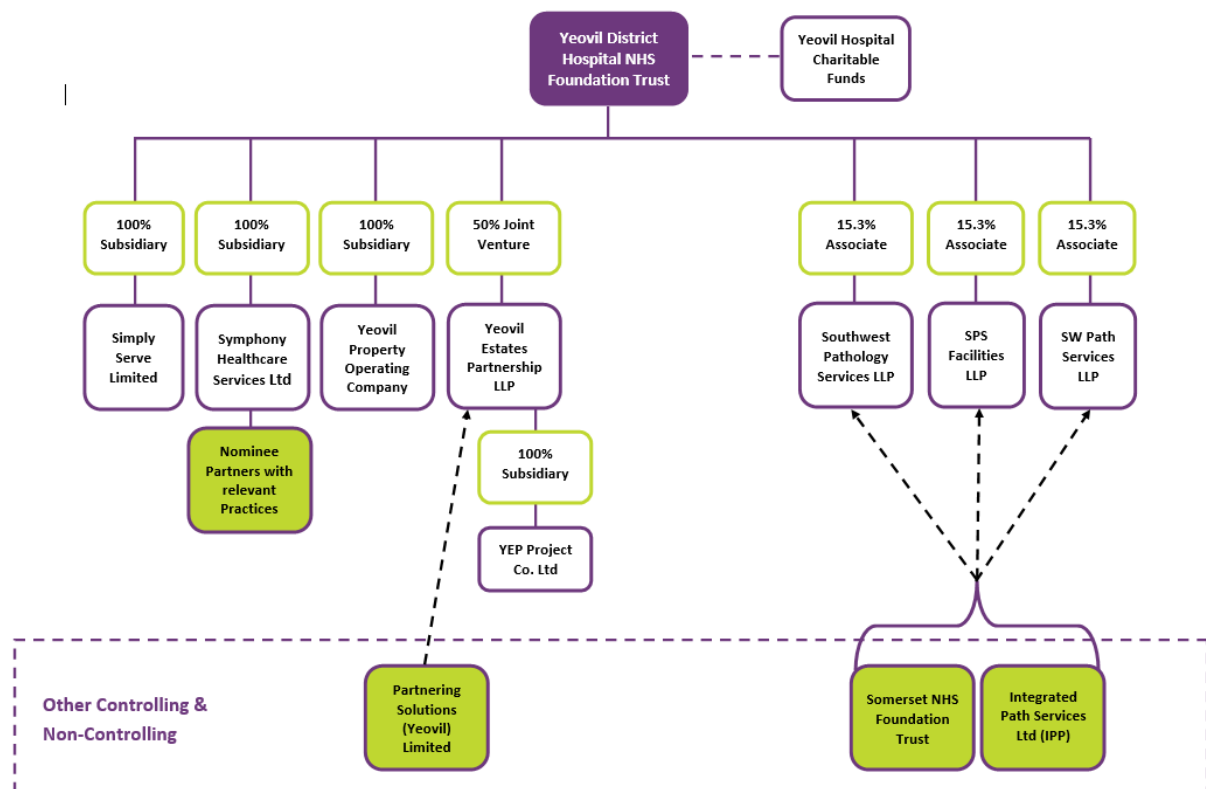 Yeovil District
Hospital NHS
Foundation Trust
Yeovil Hospital
Charitable
Funds
100%
Subsidiary
100%
Subsidiary
100%
Subsidiary
50% Joint
Venture
15.3%
Associate
15.3%
Associate
15.3%
Associate
Simply
Serve
Limited
Symphony
Healthcare
Services Ltd
Yeovil
Property
Operating
Company
Yeovil
Estates
Partnership
LLP
Southwest
Pathology
Services LLP
SPS
Facilities
LLP
SW Path
Services
LLP
Nominee
Partners with
relevant
Practices
100%
Subsidiary
YEP Project
Co. Ltd
Other Controlling &
Non-Controlling
Partnering
Solutions
(Yeovil)
Limited
Somerset NHS
Foundation
Trust
Integrated
Path Services
Ltd (IPP)